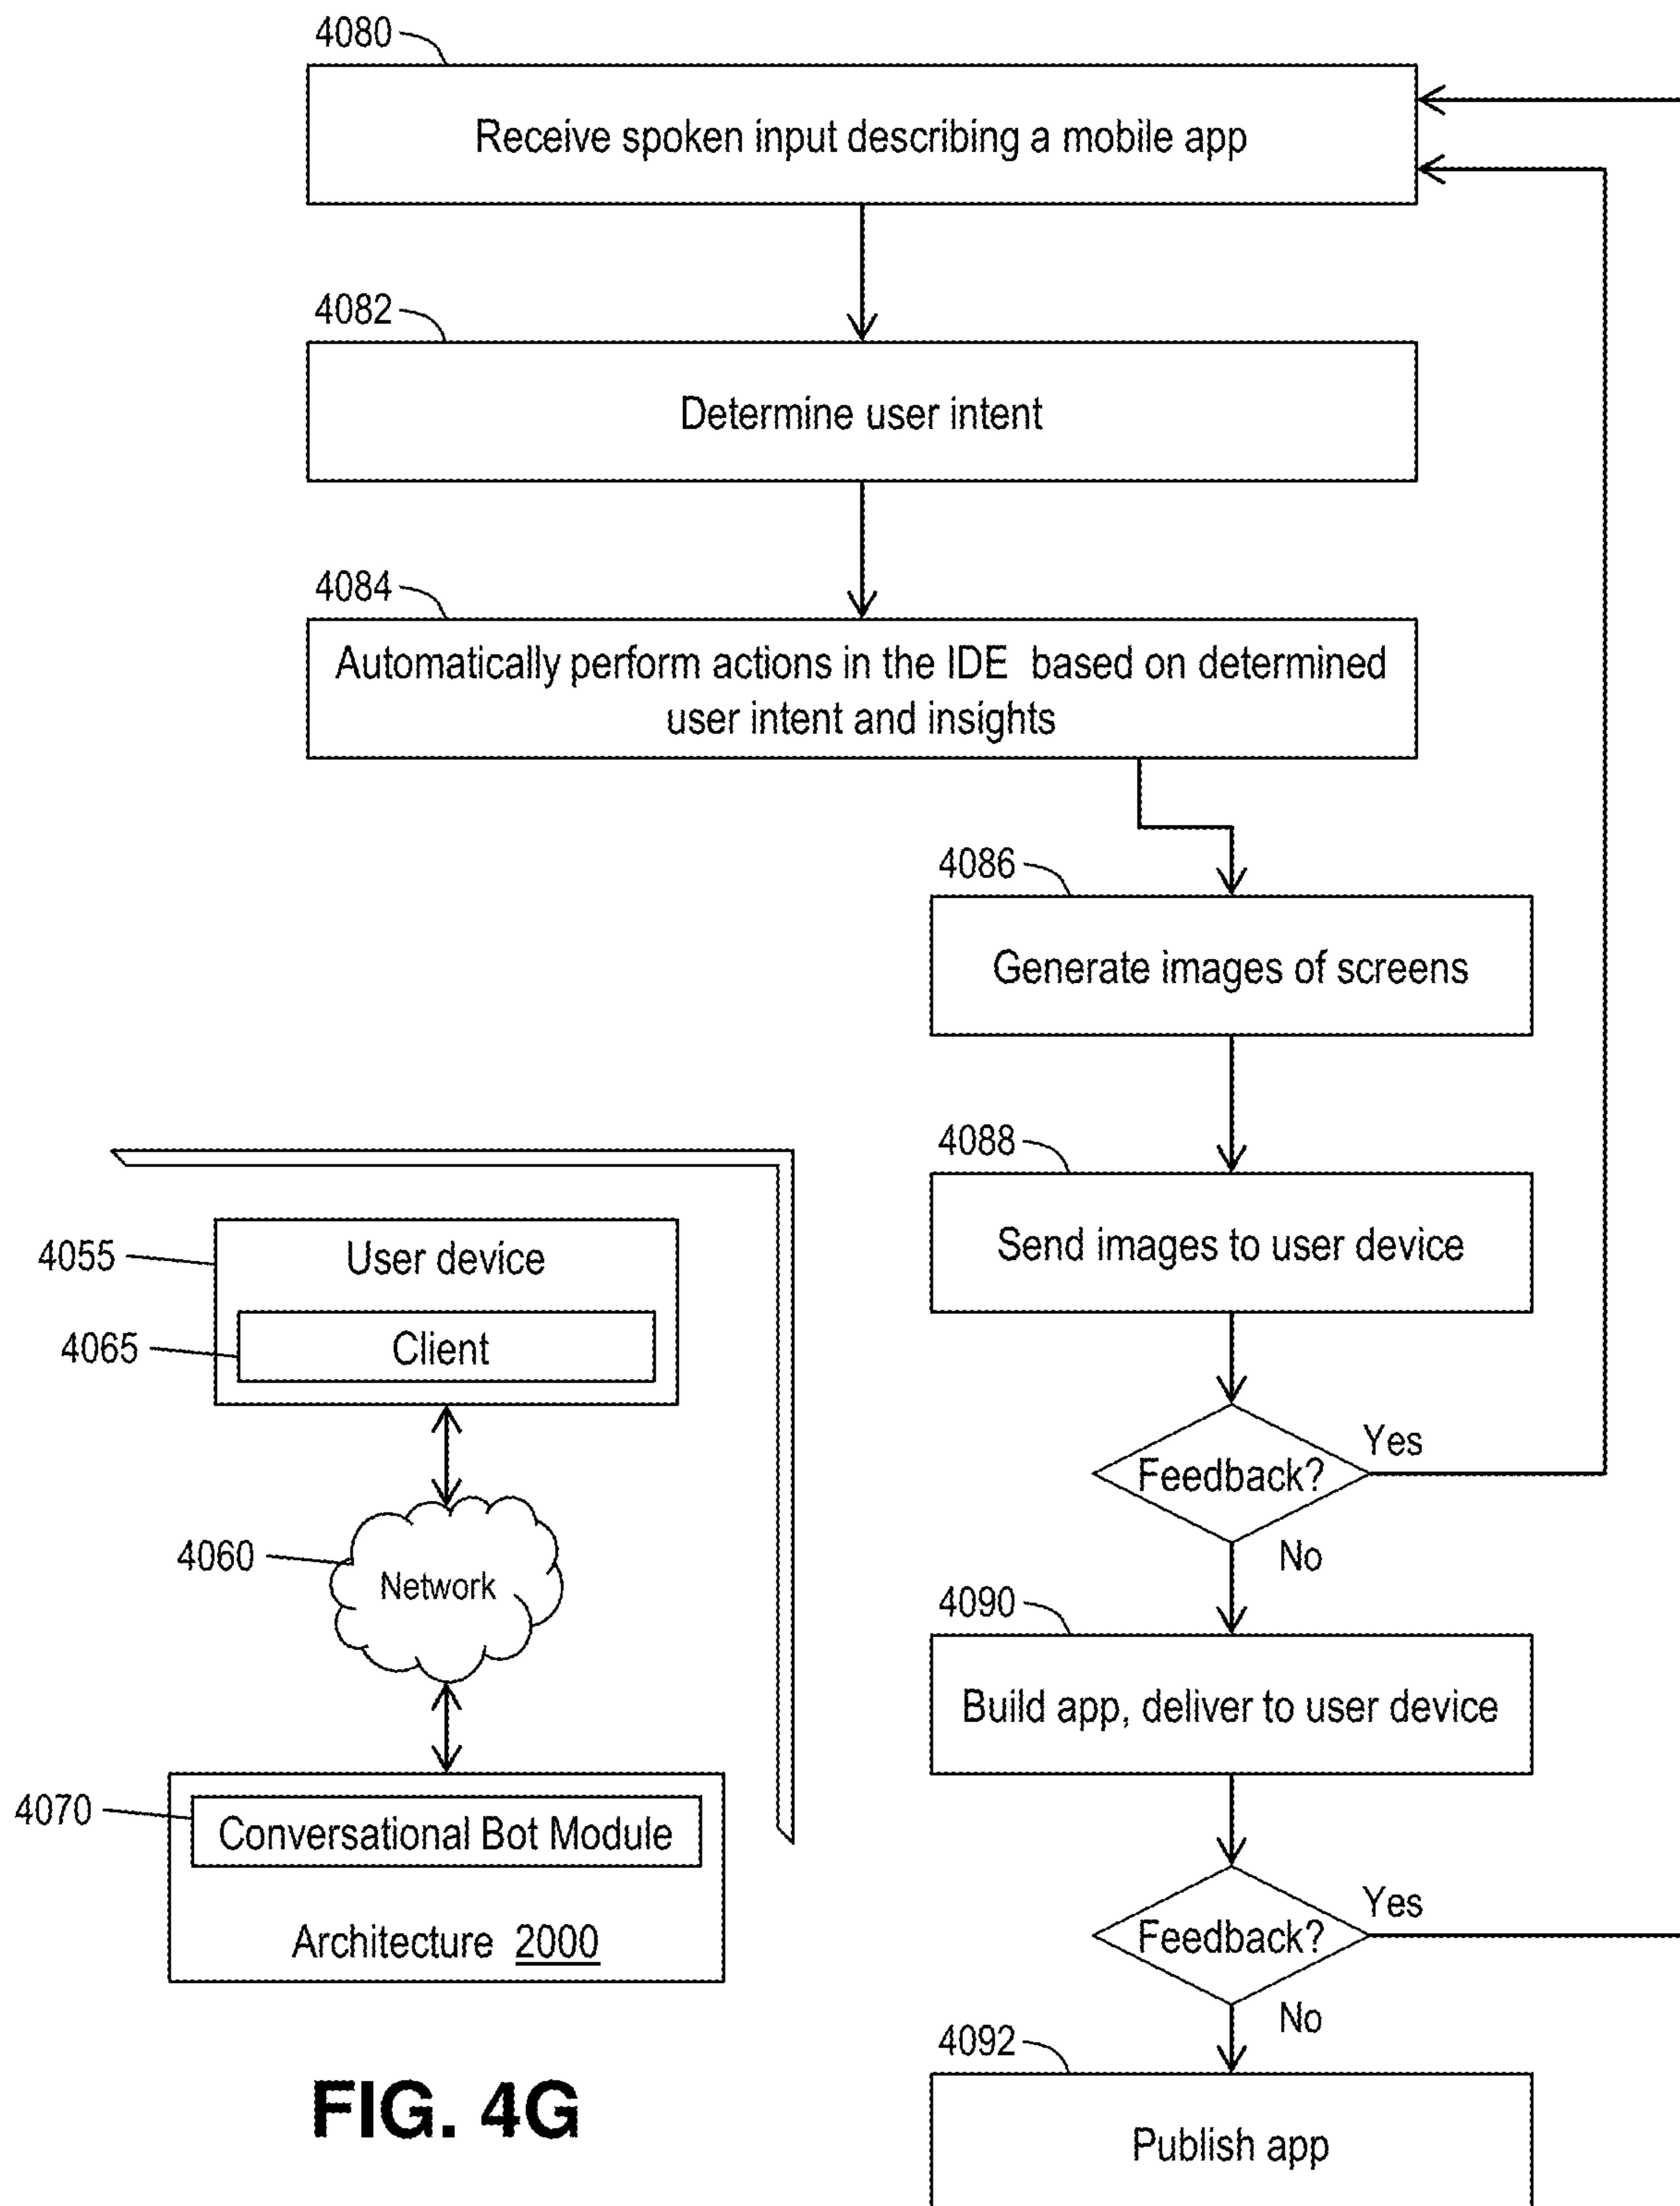 4080
Receive spoken input describing a mobile app
4082
Determine user intent
4084
Automatically perform actions in the IDE based on determined
user intent and insights
4086
Generate images of screens
4088
Send images to user device
Feedback?
Yes
No
4090
Build app, deliver to user device
Feedback?
Yes
No
4092
Publish app
4055
User device
4065
Client
4060
Network
4070
Conversational Bot Module
Architecture 2000
FIG. 4G